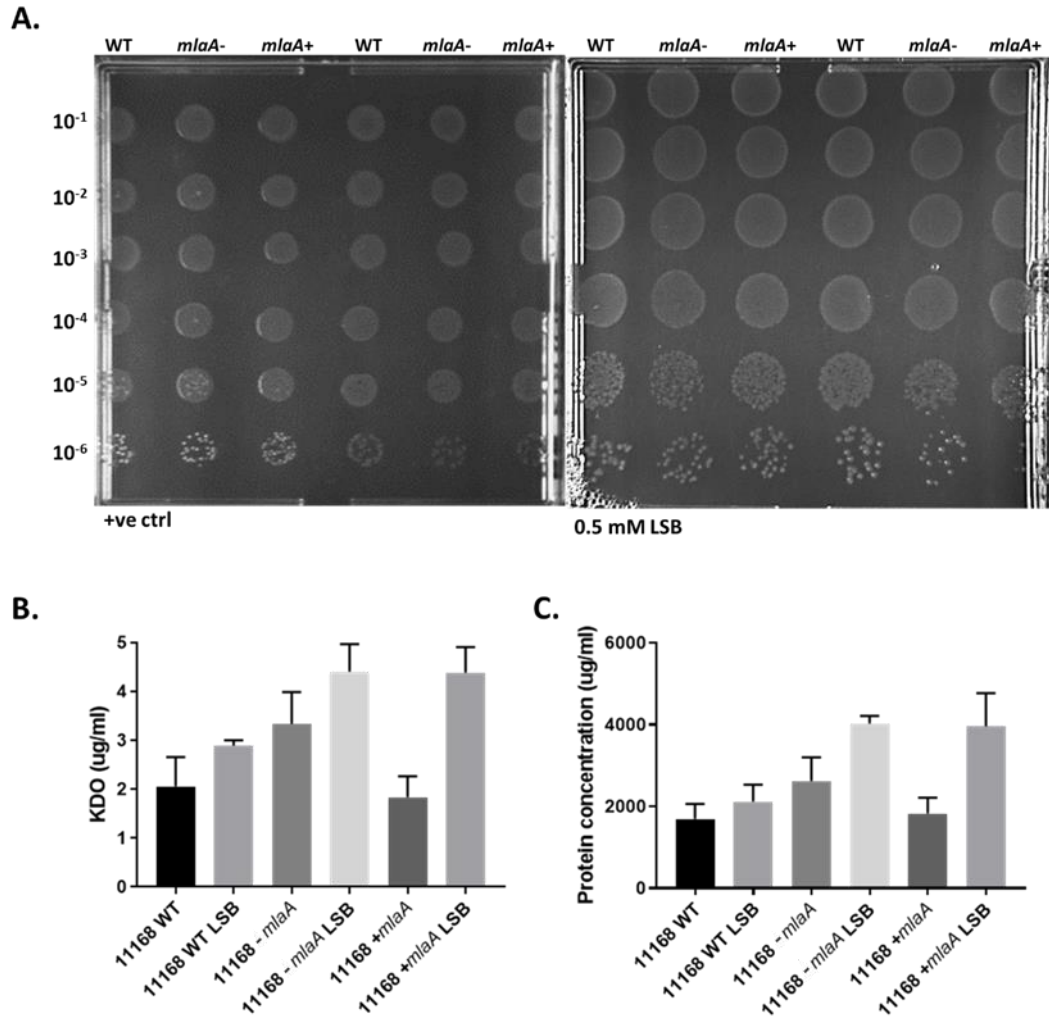 A.
WT mlaA- mlaA+ WT mlaA- mlaA+ WT mlaA- mlaA+ WT mlaA- mlaA+
10-1
10-2
10-3
10-4
10-5
10-6
+ve ctrl
0.5 mM LSB
B.
KDO (ug/ml)
5
4
3
2
1
0
11168 WT
11168 WT LSB
11168 - mlaA
11168 - mlaA LSB
11168 +mlaA
11168 +mlaA LSB
C.
Protein concentration (ug/ml)
6000
4000
2000
0
11168 WT
11168 WT LSB
11168 - mlaA
11168 - mlaA LSB
11168 +mlaA
11168 +mlaA LSB